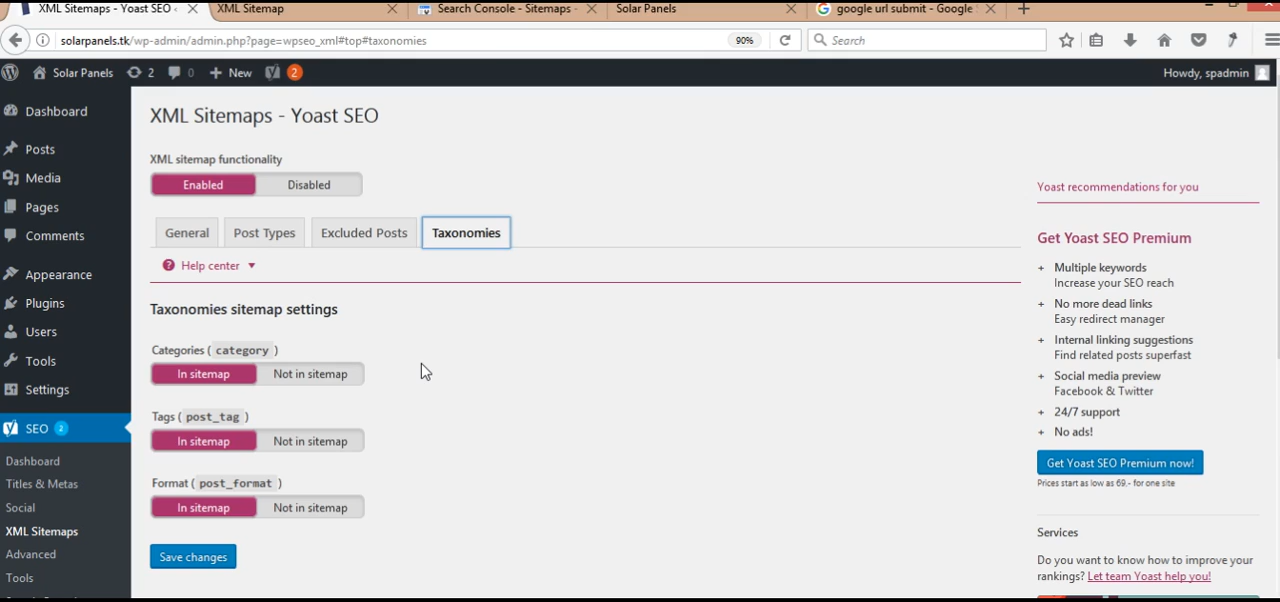 XML Sitemaps - Yoast SEO
XML Sitemap
Search Console - Sitemaps -
Solar Panels
google url submit - Google
solarpanels.tk/wp-admin/admin.php?page=wpseo_xml#top#taxonomies
90%
Search
Solar Panels
2
0
New
2
Howdy, spadmin
Dashboard
Posts
Media
Pages
Comments
Appearance
Plugins
Users
Tools
Settings
SEO 2
Dashboard
Titles & Metas
Social
XML Sitemaps
Advanced
Tools
XML Sitemaps - Yoast SEO
XML sitemap functionality
Enabled
Disabled
General
Post Types
Excluded Posts
Taxonomies
Help center
Taxonomies sitemap settings
Categories ( category )
In sitemap
Not in sitemap
Tags ( post_tag )
In sitemap
Not in sitemap
Format ( post_format )
In sitemap
Not in sitemap
Save changes
Yoast recommendations for you
Get Yoast SEO Premium
+ Multiple keywords
Increase your SEO reach
+ No more dead links
Easy redirect manager
+ Internal linking suggestions
Find related posts superfast
+ Social media preview
Facebook & Twitter
+ 24/7 support
+ No ads!
Get Yoast SEO Premium now!
Prices start as low as 69,- for one site
Services
Do you want to know how to improve your
rankings? Let team Yoast help you!